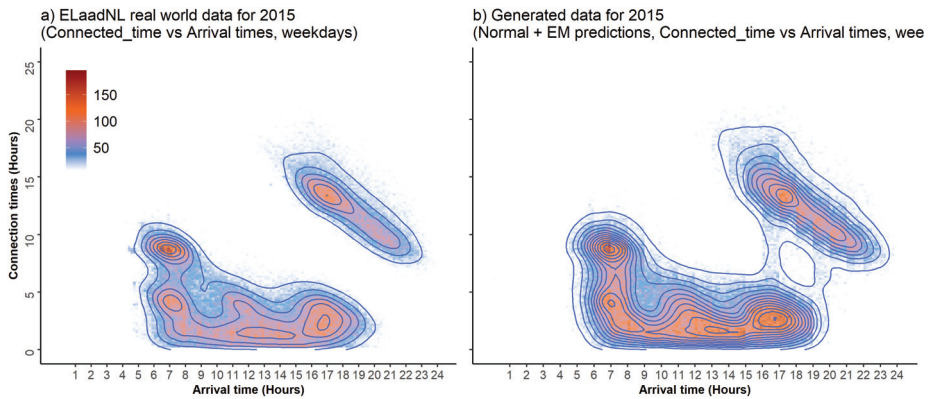 a) ELaadNL real world data for 2015
(Connected_time vs Arrival times, weekdays)
b) Generated data for 2015
(Normal + EM predictions, Connected_time vs Arrival times, wee
25
20
15
10
5
0
Connection times (Hours)
150
100
50
1 2 3 4 5 6 7 8 9 10 11 12 13 14 15 16 17 18 19 20 21 22 23 24
Arrival time (Hours)
1 2 3 4 5 6 7 8 9 10 11 12 13 14 15 16 17 18 19 20 21 22 23 24
Arrival time (Hours)